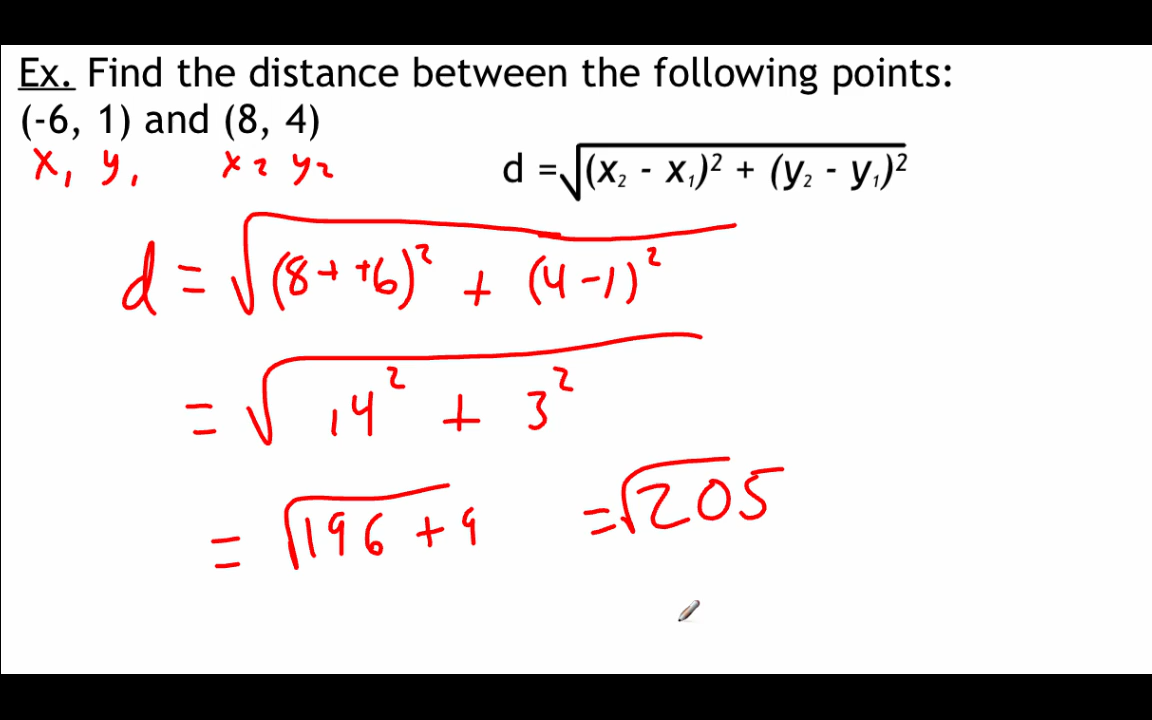 Ex. Find the distance between the following points:
(-6, 1) and (8, 4)
x₁ y₁ x₂ y₂
d = √(x₂ - x₁)² + (y₂ - y₁)²
d = √(8+ +6)² + (4-1)²
= √14² + 3²
= √196 + 9
= √205